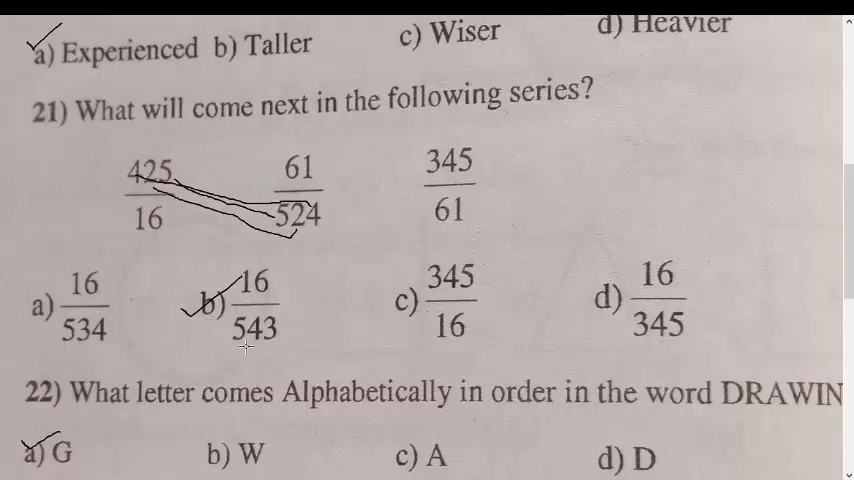 a) Experienced b) Taller c) Wiser d) Heavier
21) What will come next in the following series?
425 61 345
16 524 61
a) 16 b) 16 c) 345 d) 16
534 543 16 345
22) What letter comes Alphabetically in order in the word DRAWIN
a) G b) W c) A d) D